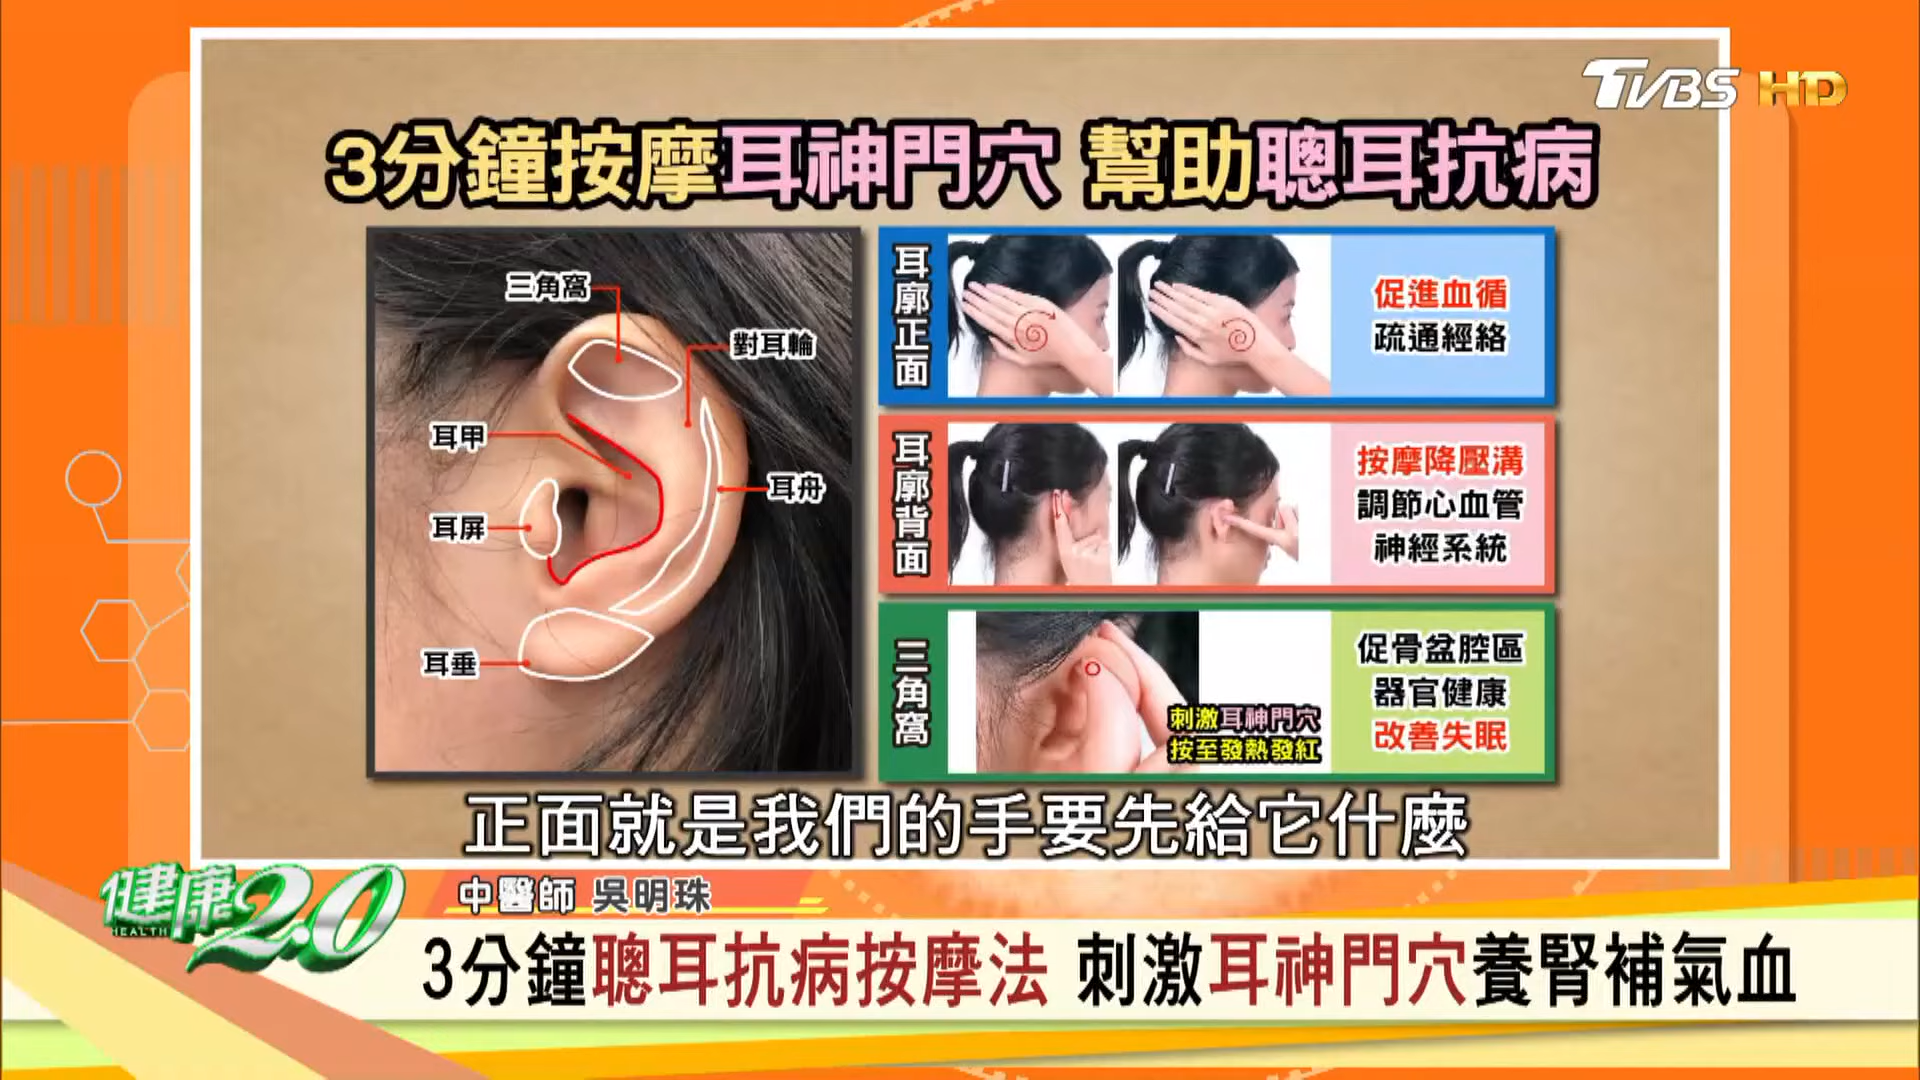 TVBS HD
3分鐘按摩耳神門穴 幫助聰耳抗病
三角窩
對耳輪
耳甲
耳舟
耳屏
耳垂
耳廓正面
促進血循
疏通經絡
耳廓背面
按摩降壓溝
調節心血管
神經系統
三角窩
刺激耳神門穴
按至發熱發紅
促骨盆腔區
器官健康
改善失眠
正面就是我們的手要先給它什麼
健康2.0
HEALTH
中醫師 吳明珠
3分鐘聰耳抗病按摩法 刺激耳神門穴養腎補氣血